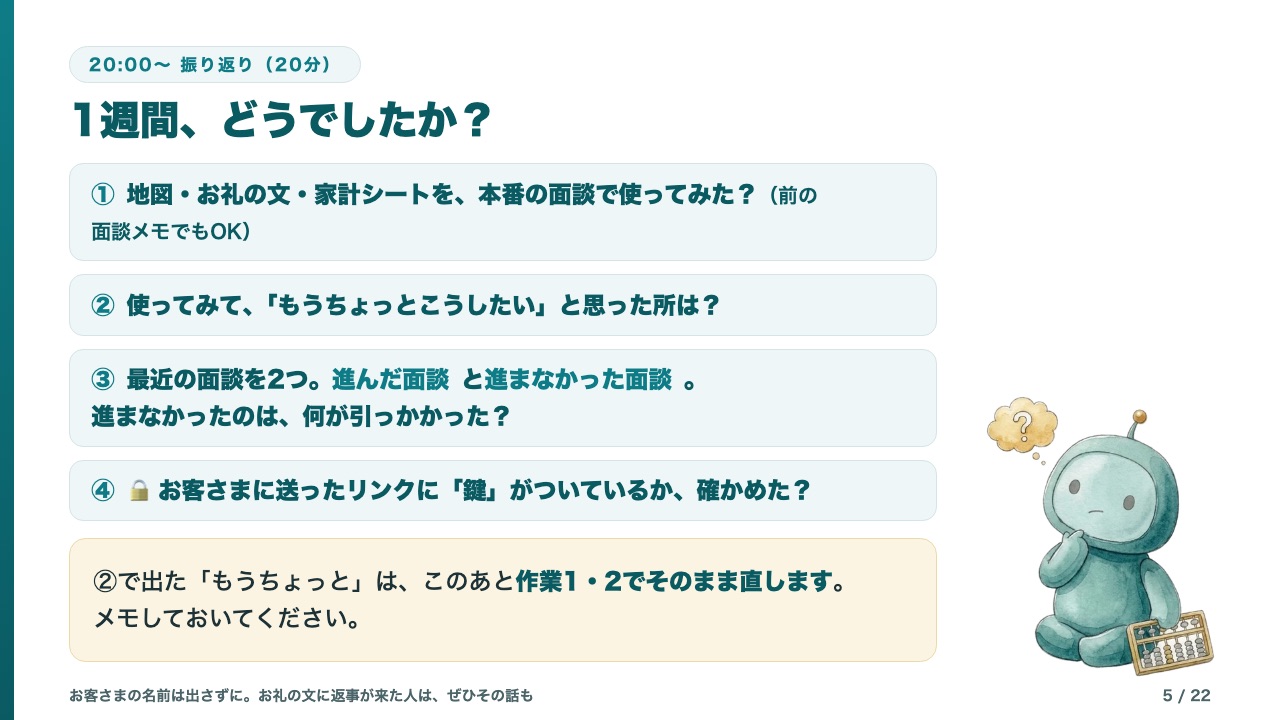 20:00〜 振り返り（20分）
1週間、どうでしたか？
① 地図・お礼の文・家計シートを、本番の面談で使ってみた？（前の
面談メモでもOK）
② 使ってみて、「もうちょっとこうしたい」と思った所は？
③ 最近の面談を2つ。進んだ面談 と進まなかった面談 。
進まなかったのは、何が引っかかった？
④ 🔒 お客さまに送ったリンクに「鍵」がついているか、確かめた？
?
②で出た「もうちょっと」は、このあと作業1・2でそのまま直します。
メモしておいてください。
お客さまの名前は出さずに。お礼の文に返事が来た人は、ぜひその話も
5 / 22